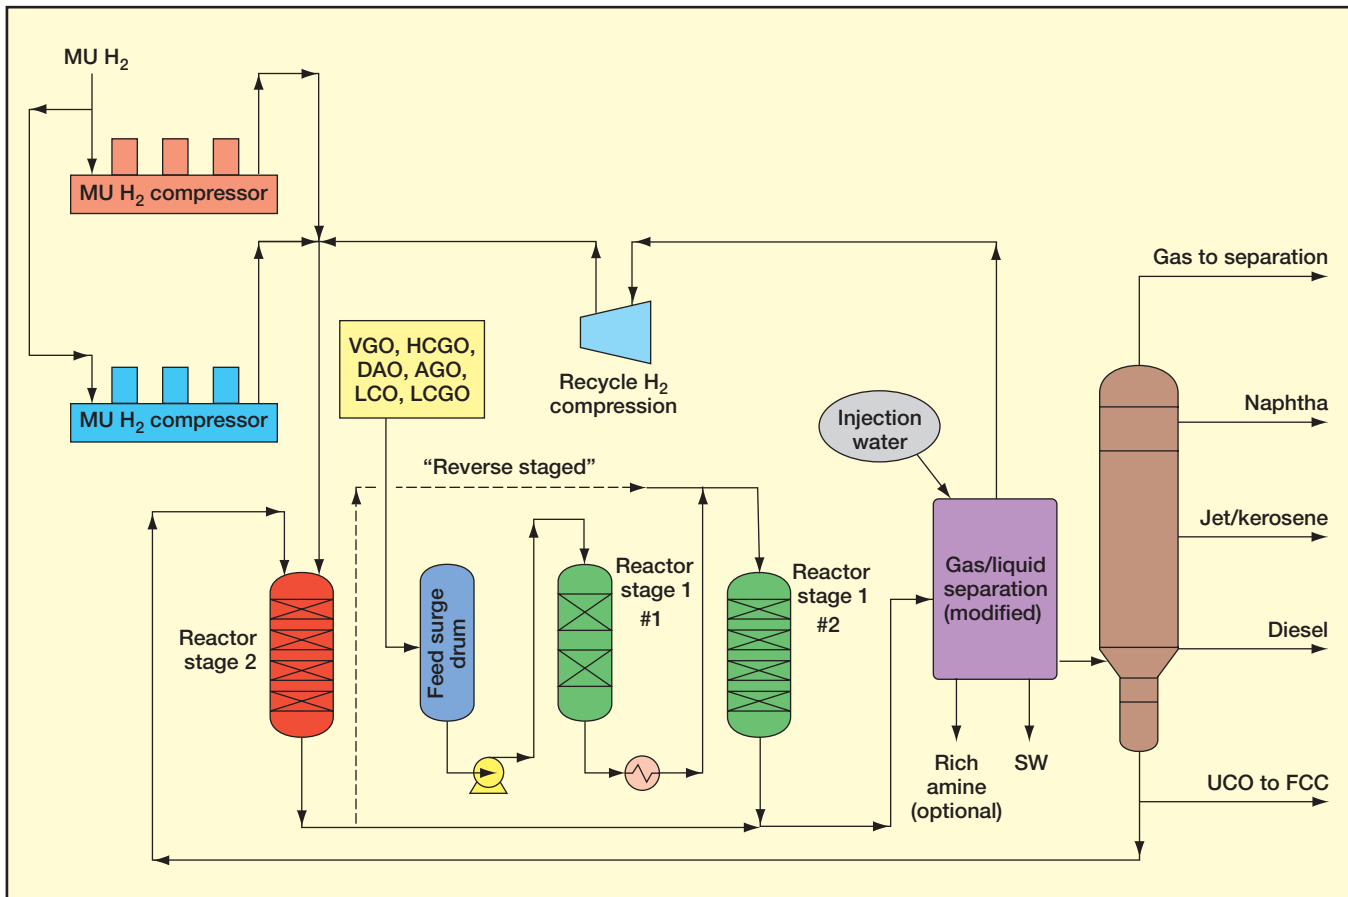 MU H₂
MU H₂ compressor
MU H₂ compressor
VGO, HCGO,
DAO, AGO,
LCO, LCGO
Recycle H₂
compression
Injection
water
Gas to separation
Naphtha
Jet/kerosene
Diesel
UCO to FCC
“Reverse staged”
Reactor
stage 2
Feed surge
drum
Reactor
stage 1
#1
Reactor
stage 1
#2
Gas/liquid
separation
(modified)
Rich
amine
(optional)
SW